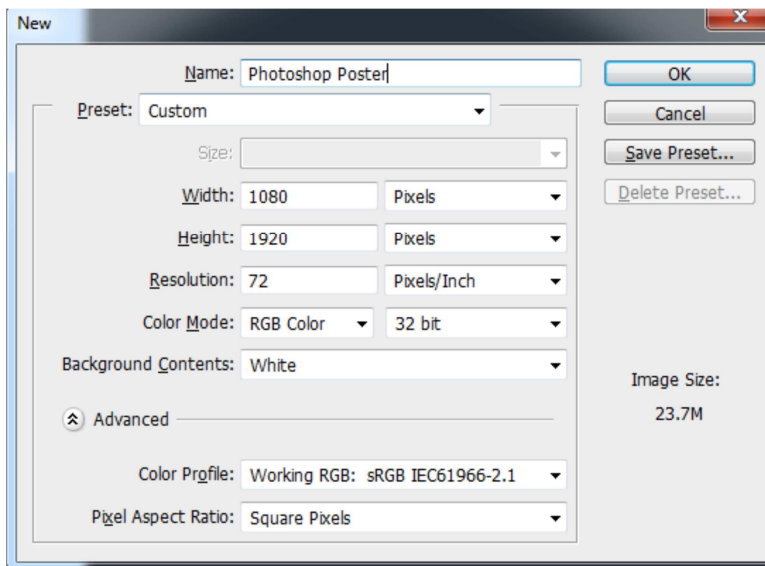 New
Name: Photoshop Poster
OK
Preset: Custom
Cancel
Size:
Save Preset...
Width: 1080 Pixels
Delete Preset...
Height: 1920 Pixels
Resolution: 72 Pixels/Inch
Color Mode: RGB Color 32 bit
Background Contents: White
Image Size:
23.7M
Advanced
Color Profile: Working RGB: sRGB IEC61966-2.1
Pixel Aspect Ratio: Square Pixels